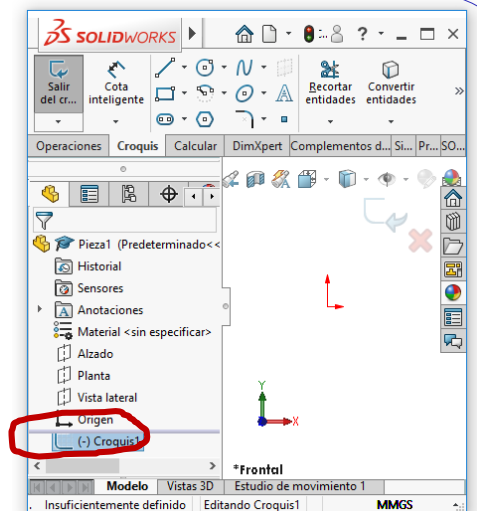 SOLIDWORKS
Salir del cr...
Cota inteligente
Recortar entidades
Convertir entidades
Operaciones Croquis Calcular DimXpert Complementos d... Si... Pr... SO...
Pieza1 (Predeterminado<<
Historial
Sensores
Anotaciones
Material <sin especificar>
Alzado
Planta
Vista lateral
Origen
(-) Croquis1
Y
X
*Frontal
Modelo Vistas 3D Estudio de movimiento 1
. Insuficientemente definido Editando Croquis1 MMGS